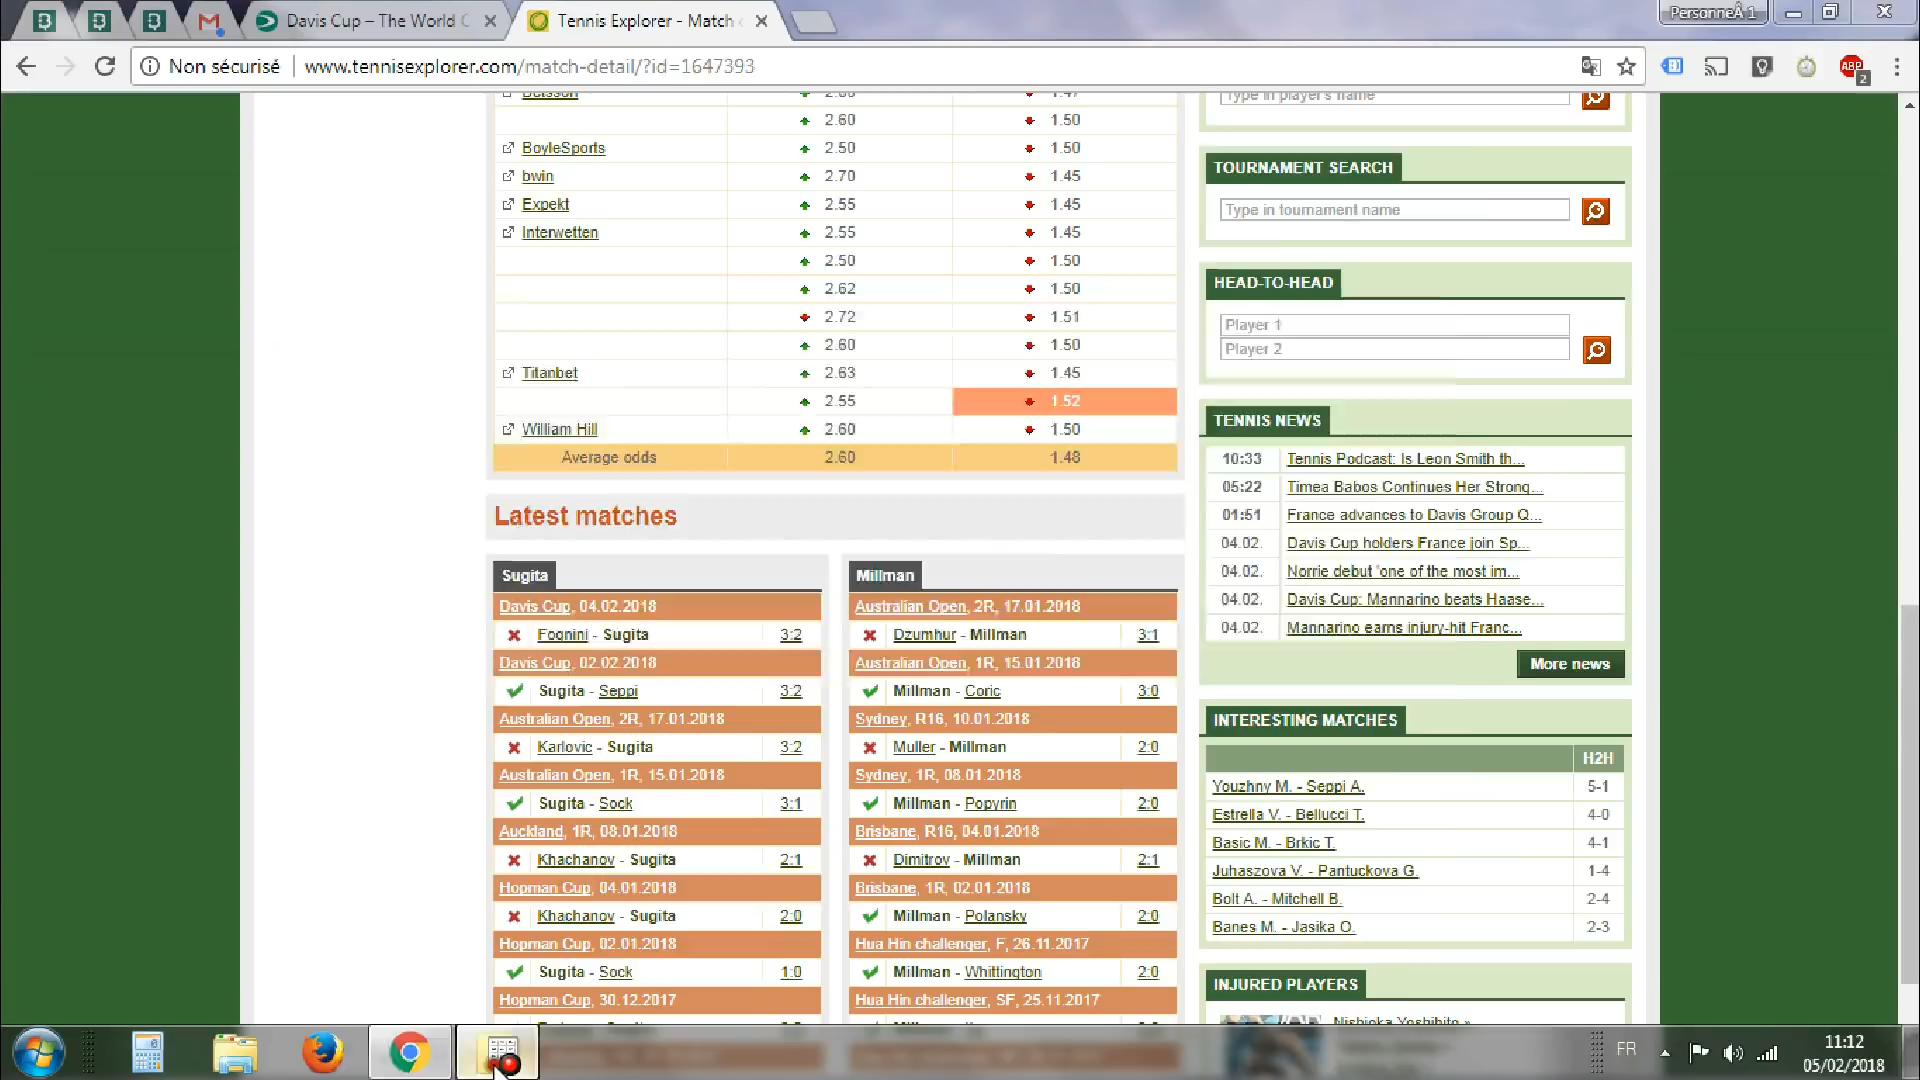 Davis Cup – The World C
Tennis Explorer - Match
PersonneÂ 1
Non sécurisé
www.tennisexplorer.com/match-detail/?id=1647393
ABP
2
Betsson
2.60 1.50
BoyleSports 2.50 1.50
bwin 2.70 1.45
Expekt 2.55 1.45
Interwetten 2.55 1.45
2.50 1.50
2.62 1.50
2.72 1.51
2.60 1.50
Titanbet 2.63 1.45
2.55 1.52
William Hill 2.60 1.50
Average odds 2.60 1.48
Latest matches
Sugita
Davis Cup, 04.02.2018
Fognini - Sugita 3:2
Davis Cup, 02.02.2018
Sugita - Seppi 3:2
Australian Open, 2R, 17.01.2018
Karlovic - Sugita 3:2
Australian Open, 1R, 15.01.2018
Sugita - Sock 3:1
Auckland, 1R, 08.01.2018
Khachanov - Sugita 2:1
Hopman Cup, 04.01.2018
Khachanov - Sugita 2:0
Hopman Cup, 02.01.2018
Sugita - Sock 1:0
Hopman Cup, 30.12.2017
Millman
Australian Open, 2R, 17.01.2018
Dzumhur - Millman 3:1
Australian Open, 1R, 15.01.2018
Millman - Coric 3:0
Sydney, R16, 10.01.2018
Muller - Millman 2:0
Sydney, 1R, 08.01.2018
Millman - Popyrin 2:0
Brisbane, R16, 04.01.2018
Dimitrov - Millman 2:1
Brisbane, 1R, 02.01.2018
Millman - Polansky 2:0
Hua Hin challenger, F, 26.11.2017
Millman - Whittington 2:0
Hua Hin challenger, SF, 25.11.2017
Type in player's name
TOURNAMENT SEARCH
Type in tournament name
HEAD-TO-HEAD
Player 1
Player 2
TENNIS NEWS
10:33 Tennis Podcast: Is Leon Smith th...
05:22 Timea Babos Continues Her Strong...
01:51 France advances to Davis Group Q...
04.02. Davis Cup holders France join Sp...
04.02. Norrie debut 'one of the most im...
04.02. Davis Cup: Mannarino beats Haase...
04.02. Mannarino earns injury-hit Franc...
More news
INTERESTING MATCHES
H2H
Youzhny M. - Seppi A. 5-1
Estrella V. - Bellucci T. 4-0
Basic M. - Brkic T. 4-1
Juhaszova V. - Pantuckova G. 1-4
Bolt A. - Mitchell B. 2-4
Banes M. - Jasika O. 2-3
INJURED PLAYERS
Nishioka Yoshihito »
FR
11:12
05/02/2018